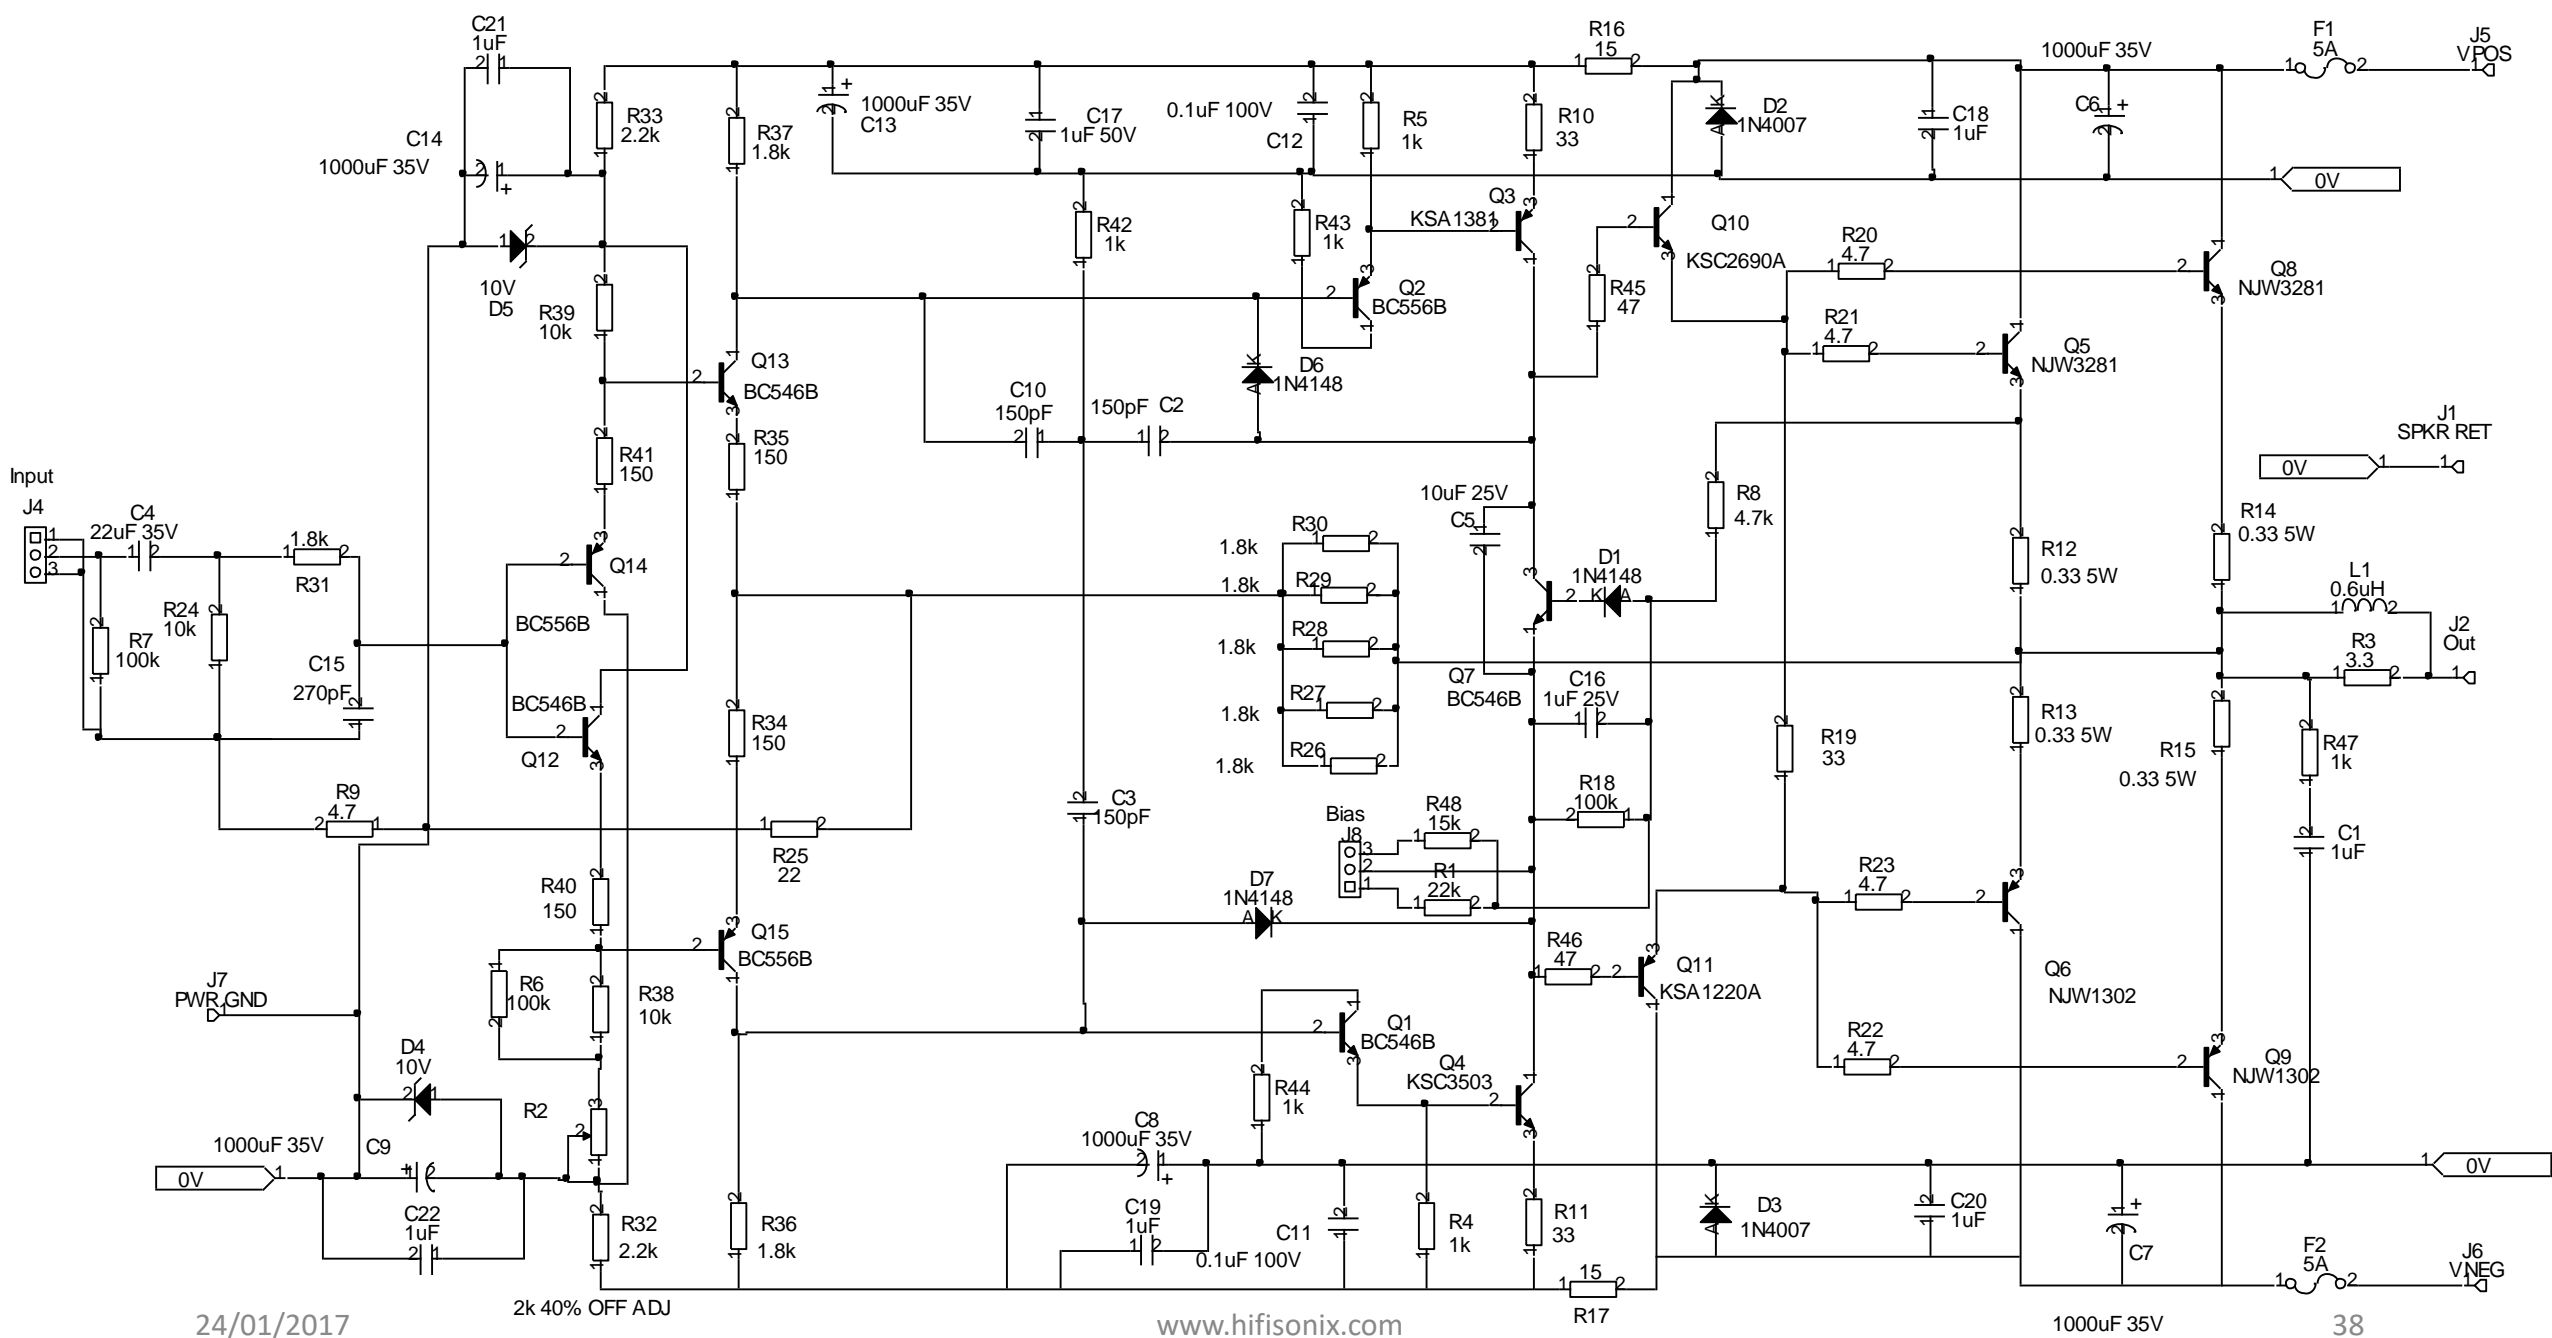 C21
1uF
C14
1000uF 35V
R33
2.2k
R37
1.8k
1000uF 35V
C13
C17
1uF 50V
0.1uF 100V
C12
R5
1k
R10
33
R16
15
D2
1N4007
C18
1uF
1000uF 35V
C6
F1
5A
J5
VPOS
0V
10V
D5
R39
10k
R42
1k
R43
1k
Q3
KSA1381
Q10
KSC2690A
R20
4.7
Q8
NJW3281
Q2
BC556B
R45
47
R21
4.7
Q5
NJW3281
Q13
BC546B
D6
1N4148
C10
150pF
150pF C2
R41
150
R35
150
J1
SPKR RET
0V
Input
J4
C4
22uF 35V
1.8k
R31
Q14
BC556B
R24
10k
R7
100k
C15
270pF
BC546B
Q12
10uF 25V
C5
R8
4.7k
D1
1N4148
R30
1.8k
R29
1.8k
R28
1.8k
R27
1.8k
R26
1.8k
R12
0.33 5W
R14
0.33 5W
L1
0.6uH
J2
Out
R3
3.3
R34
150
Q7
BC546B
C16
1uF 25V
R13
0.33 5W
R15
0.33 5W
R47
1k
R19
33
R9
4.7
R25
22
C3
150pF
R18
100k
Bias
J8
R48
15k
R1
22k
C1
1uF
R40
150
D7
1N4148
R23
4.7
Q15
BC556B
R46
47
Q11
KSA1220A
Q6
NJW1302
J7
PWR GND
R6
100k
R38
10k
Q1
BC546B
R22
4.7
Q9
NJW1302
D4
10V
R2
R44
1k
Q4
KSC3503
1000uF 35V
C9
0V
C8
1000uF 35V
0V
C22
1uF
R32
2.2k
R36
1.8k
C19
1uF
C11
0.1uF 100V
R4
1k
R11
33
D3
1N4007
C20
1uF
C7
F2
5A
J6
VNEG
15
R17
2k 40% OFF ADJ
1000uF 35V
24/01/2017
www.hifisonix.com
38